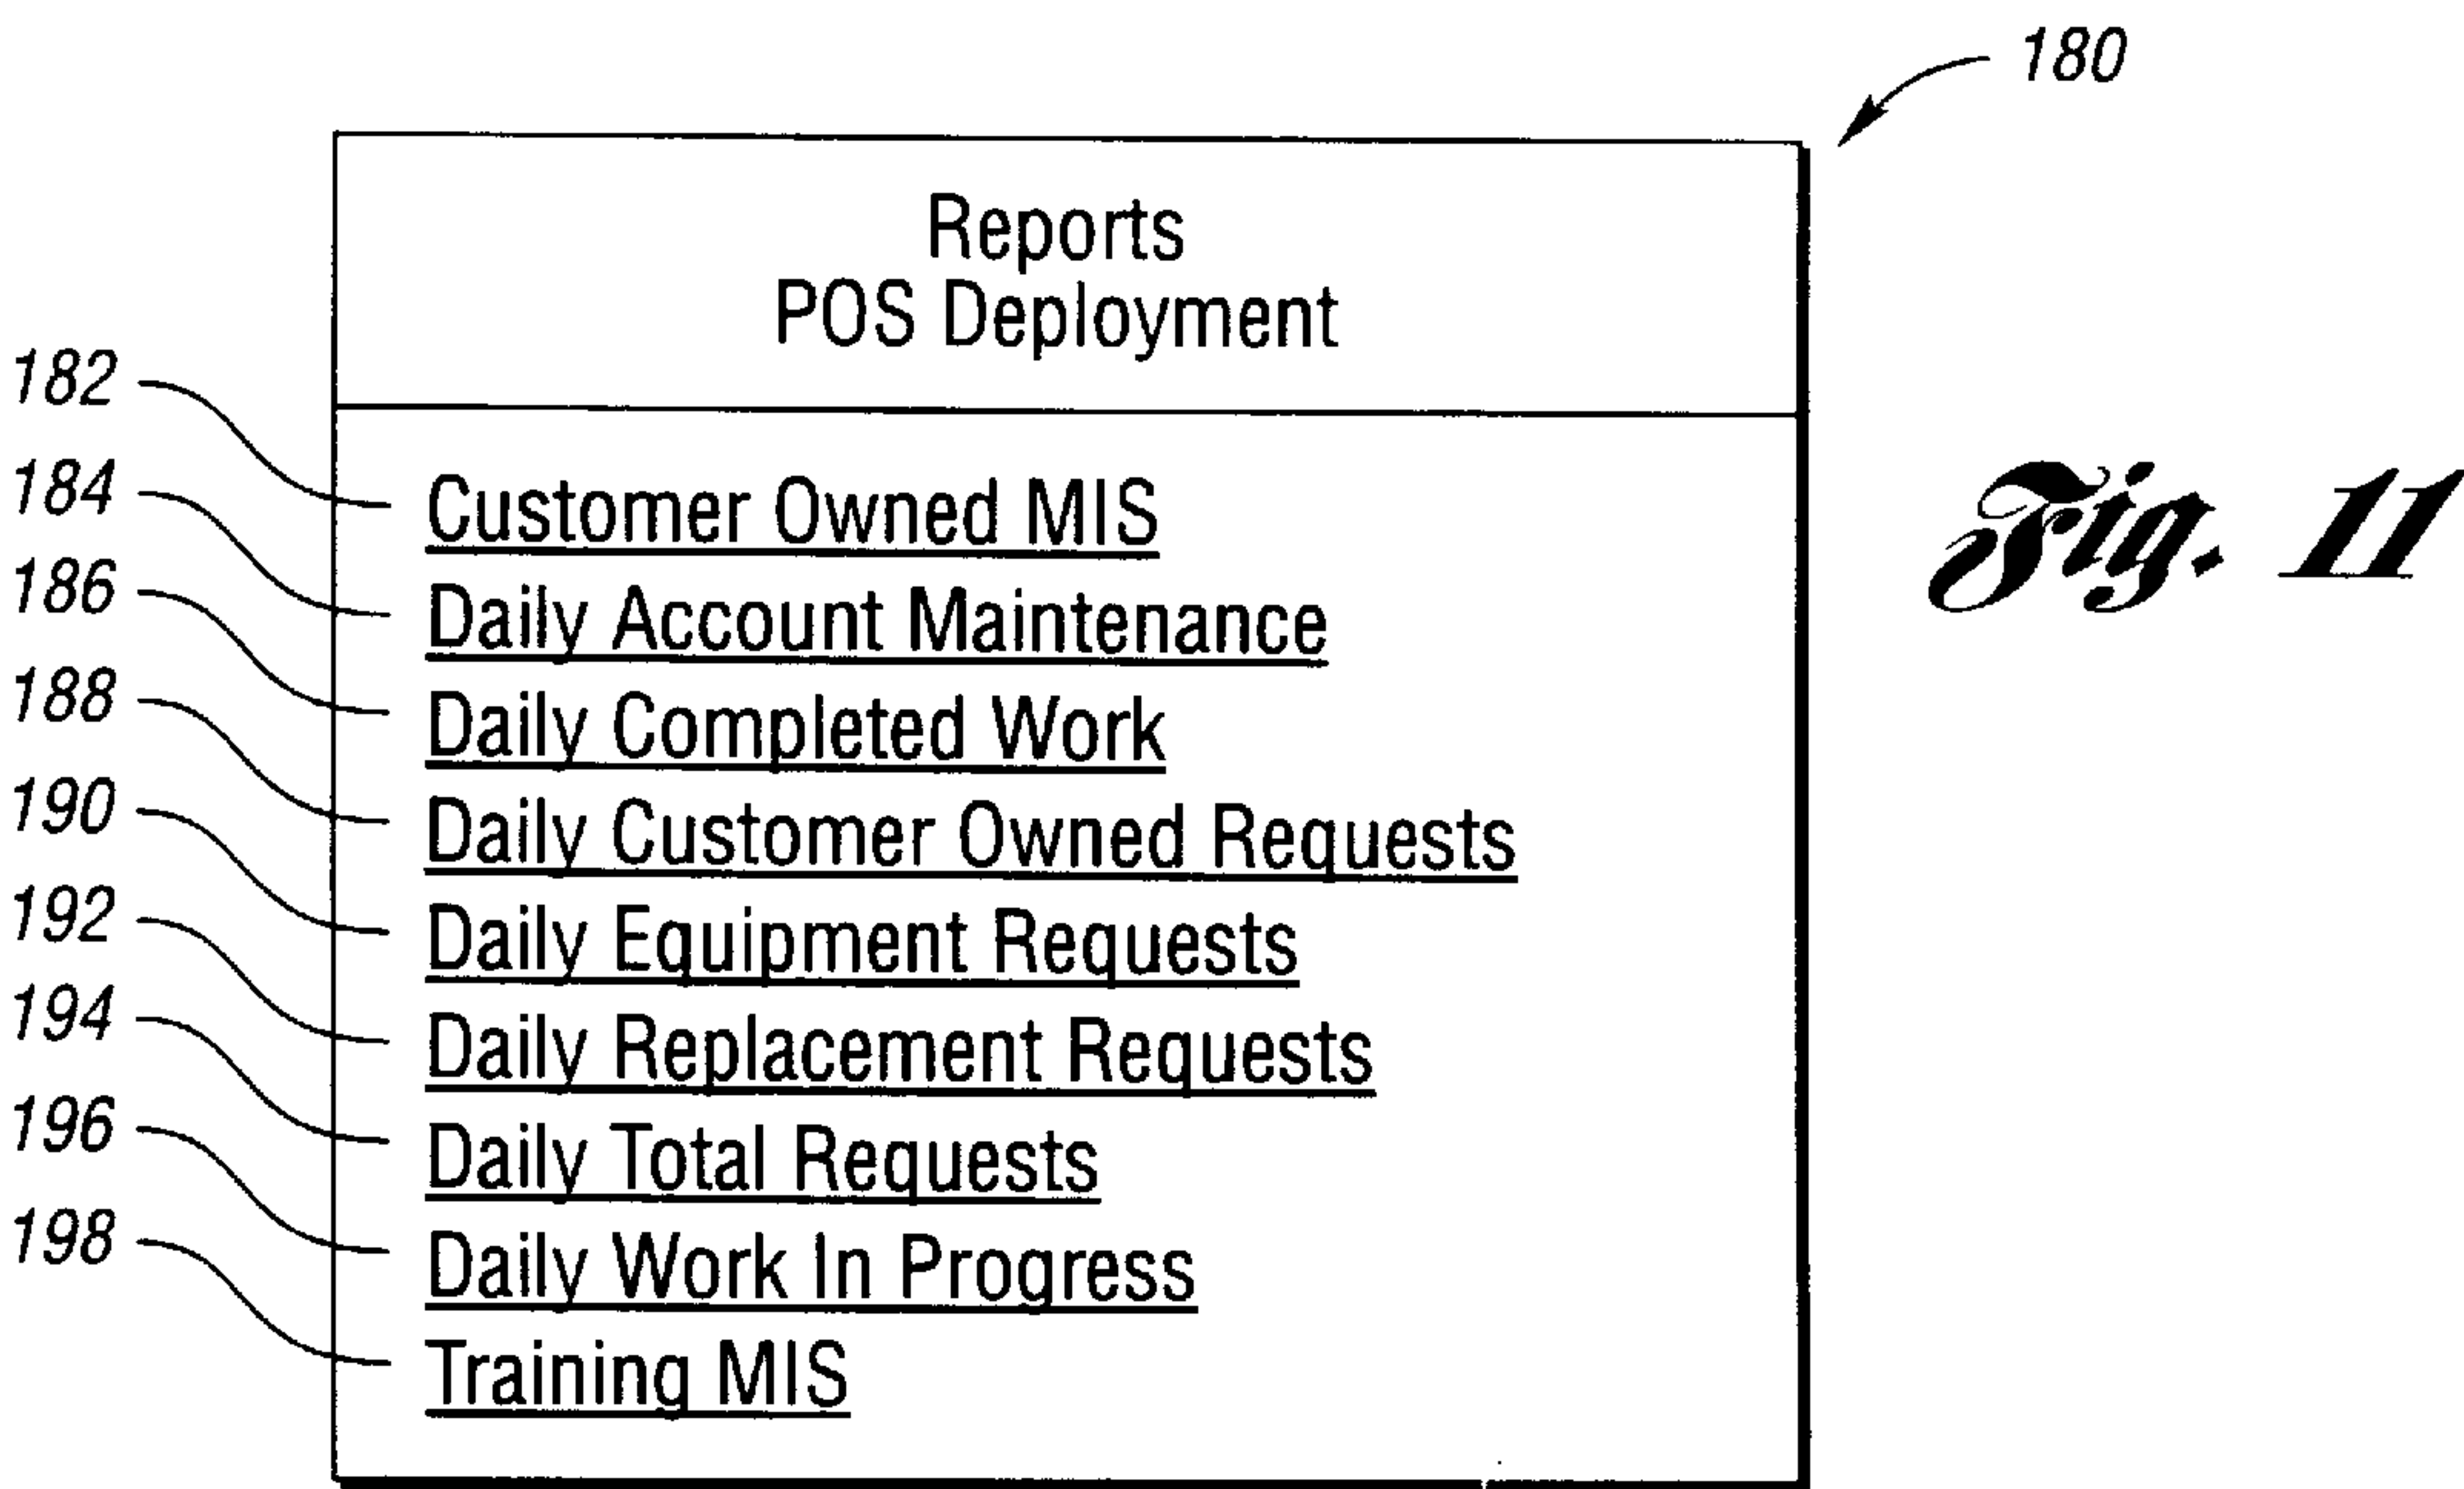 180
Reports
POS Deployment
182 Customer Owned MIS
184 Daily Account Maintenance
186 Daily Completed Work
188 Daily Customer Owned Requests
190 Daily Equipment Requests
192 Daily Replacement Requests
194 Daily Total Requests
196 Daily Work In Progress
198 Training MIS
Fig. 11